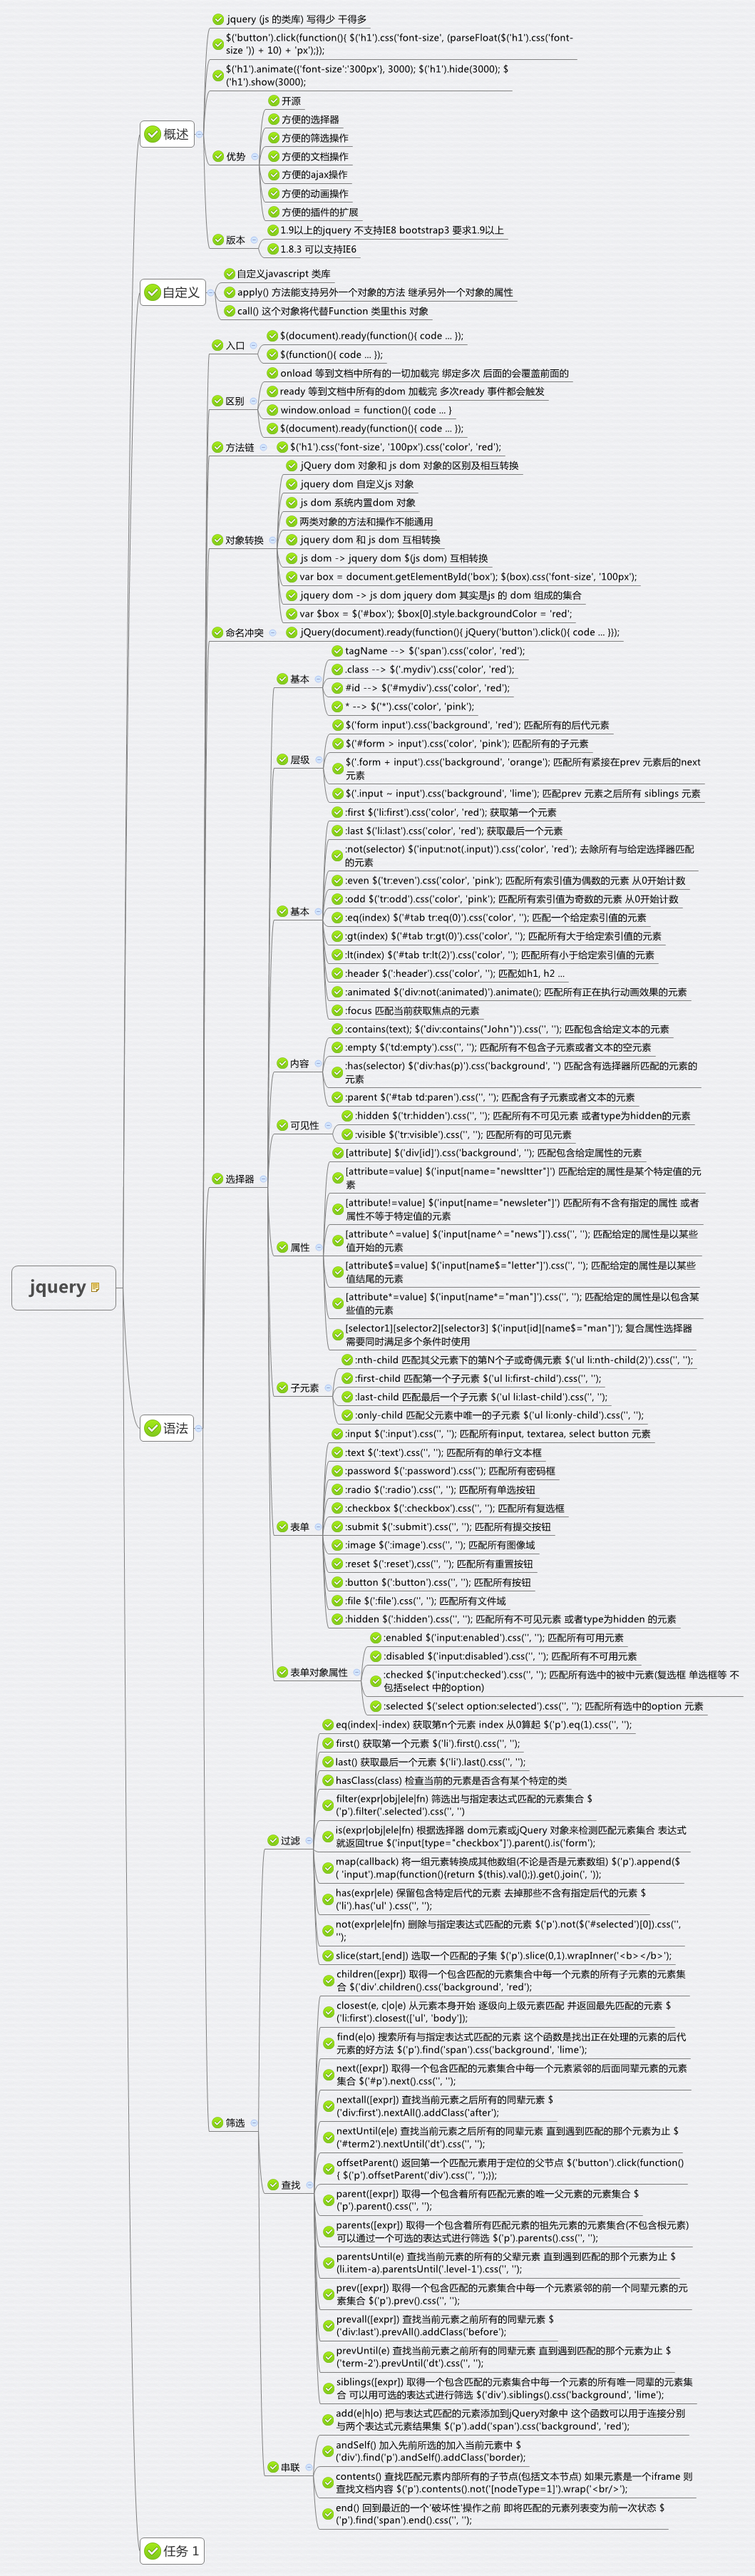 jquery (js 的类库) 写得少 干得多
$('button').click(function(){ $('h1').css('font-size', (parseFloat($('h1').css('font-
size ')) + 10) + 'px');});
$('h1').animate({'font-size':'300px'}, 3000); $('h1').hide(3000); $
('h1').show(3000);
概述
优势
开源
方便的选择器
方便的筛选操作
方便的文档操作
方便的ajax操作
方便的动画操作
方便的插件的扩展
版本
1.9以上的jquery 不支持IE8 bootstrap3 要求1.9以上
1.8.3 可以支持IE6
自定义
自定义javascript 类库
apply() 方法能支持另外一个对象的方法 继承另外一个对象的属性
call() 这个对象将代替Function 类里this 对象
入口
$(document).ready(function(){ code ... });
$(function(){ code ... });
区别
onload 等到文档中所有的一切加载完 绑定多次 后面的会覆盖前面的
ready 等到文档中所有的dom 加载完 多次ready 事件都会触发
window.onload = function(){ code ... }
$(document).ready(function(){ code ... });
方法链
$('h1').css('font-size', '100px').css('color', 'red');
对象转换
jQuery dom 对象和 js dom 对象的区别及相互转换
jquery dom 自定义js 对象
js dom 系统内置dom 对象
两类对象的方法和操作不能通用
jquery dom 和 js dom 互相转换
js dom -> jquery dom $(js dom) 互相转换
var box = document.getElementById('box'); $(box).css('font-size', '100px');
jquery dom -> js dom jquery dom 其实是js 的 dom 组成的集合
var $box = $('#box'); $box[0].style.backgroundColor = 'red';
命名冲突
jQuery(document).ready(function(){ jQuery('button').click(){ code ... }});
选择器
基本
tagName --> $('span').css('color', 'red');
.class --> $('.mydiv').css('color', 'red');
#id --> $('#mydiv').css('color', 'red');
* --> $('*').css('color', 'pink');
层级
$('form input').css('background', 'red'); 匹配所有的后代元素
$('#form > input').css('color', 'pink'); 匹配所有的子元素
$('.form + input').css('background', 'orange'); 匹配所有紧接在prev 元素后的next
元素
$('.input ~ input').css('background', 'lime'); 匹配prev 元素之后所有 siblings 元素
基本
:first $('li:first').css('color', 'red'); 获取第一个元素
:last $('li:last').css('color', 'red'); 获取最后一个元素
:not(selector) $('input:not(.input)').css('color', 'red'); 去除所有与给定选择器匹配
的元素
:even $('tr:even').css('color', 'pink'); 匹配所有索引值为偶数的元素 从0开始计数
:odd $('tr:odd').css('color', 'pink'); 匹配所有索引值为奇数的元素 从0开始计数
:eq(index) $('#tab tr:eq(0)').css('color', ''); 匹配一个给定索引值的元素
:gt(index) $('#tab tr:gt(0)').css('color', ''); 匹配所有大于给定索引值的元素
:lt(index) $('#tab tr:lt(2)').css('color', ''); 匹配所有小于给定索引值的元素
:header $(':header').css('color', ''); 匹配如h1, h2 ...
:animated $('div:not(:animated)').animate(); 匹配所有正在执行动画效果的元素
:focus 匹配当前获取焦点的元素
内容
:contains(text); $('div:contains("John")').css('', ''); 匹配包含给定文本的元素
:empty $('td:empty').css('', ''); 匹配所有不包含子元素或者文本的空元素
:has(selector) $('div:has(p)').css('background', '') 匹配含有选择器所匹配的元素的
元素
:parent $('#tab td:paren').css('', ''); 匹配含有子元素或者文本的元素
可见性
:hidden $('tr:hidden').css('', ''); 匹配所有不可见元素 或者type为hidden的元素
:visible $('tr:visible').css('', ''); 匹配所有的可见元素
属性
[attribute] $('div[id]').css('background', ''); 匹配包含给定属性的元素
[attribute=value] $('input[name="newsltter"]') 匹配给定的属性是某个特定值的元
素
[attribute!=value] $('input[name="newsleter"]') 匹配所有不含有指定的属性 或者
属性不等于特定值的元素
[attribute^=value] $('input[name^="news"]').css('', ''); 匹配给定的属性是以某些
值开始的元素
[attribute$=value] $('input[name$="letter"]').css('', ''); 匹配给定的属性是以某些
值结尾的元素
[attribute*=value] $('input[name*="man"]').css('', ''); 匹配给定的属性是以包含某
些值的元素
[selector1][selector2][selector3] $('input[id][name$="man"]'); 复合属性选择器
需要同时满足多个条件时使用
子元素
:nth-child 匹配其父元素下的第N个子或奇偶元素 $('ul li:nth-child(2)').css('', '');
:first-child 匹配第一个子元素 $('ul li:first-child').css('', '');
:last-child 匹配最后一个子元素 $('ul li:last-child').css('', '');
:only-child 匹配父元素中唯一的子元素 $('ul li:only-child').css('', '');
表单
:input $(':input').css('', ''); 匹配所有input, textarea, select button 元素
:text $(':text').css('', ''); 匹配所有的单行文本框
:password $(':password').css(''); 匹配所有密码框
:radio $(':radio').css('', ''); 匹配所有单选按钮
:checkbox $(':checkbox').css('', ''); 匹配所有复选框
:submit $(':submit').css('', ''); 匹配所有提交按钮
:image $(':image').css('', ''); 匹配所有图像域
:reset $(':reset'),css('', ''); 匹配所有重置按钮
:button $(':button').css('', ''); 匹配所有按钮
:file $(':file').css('', ''); 匹配所有文件域
:hidden $(':hidden').css('', ''); 匹配所有不可见元素 或者type为hidden 的元素
表单对象属性
:enabled $('input:enabled').css('', ''); 匹配所有可用元素
:disabled $('input:disabled').css('', ''); 匹配所有不可用元素
:checked $('input:checked').css('', ''); 匹配所有选中的被中元素(复选框 单选框等 不
包括select 中的option)
:selected $('select option:selected').css('', ''); 匹配所有选中的option 元素
jquery
语法
筛选
过滤
eq(index|-index) 获取第n个元素 index 从0算起 $('p').eq(1).css('', '');
first() 获取第一个元素 $('li').first().css('', '');
last() 获取最后一个元素 $('li').last().css('', '');
hasClass(class) 检查当前的元素是否含有某个特定的类
filter(expr|obj|ele|fn) 筛选出与指定表达式匹配的元素集合 $
('p').filter('.selected').css('', '')
is(expr|obj|ele|fn) 根据选择器 dom元素或jQuery 对象来检测匹配元素集合 表达式
就返回true $('input[type="checkbox"]').parent().is('form');
map(callback) 将一组元素转换成其他数组(不论是否是元素数组) $('p').append($
( 'input').map(function(){return $(this).val();}).get().join(', '));
has(expr|ele) 保留包含特定后代的元素 去掉那些不含有指定后代的元素 $
('li').has('ul' ).css('', '');
not(expr|ele|fn) 删除与指定表达式匹配的元素 $('p').not($('#selected')[0]).css('',
'');
slice(start,[end]) 选取一个匹配的子集 $('p').slice(0,1).wrapInner('<b></b>');
查找
children([expr]) 取得一个包含匹配的元素集合中每一个元素的所有子元素的元素集
合 $('div'.children().css('background', 'red');
closest(e, c|o|e) 从元素本身开始 逐级向上级元素匹配 并返回最先匹配的元素 $
('li:first').closest(['ul', 'body']);
find(e|o) 搜索所有与指定表达式匹配的元素 这个函数是找出正在处理的元素的后代
元素的好方法 $('p').find('span').css('background', 'lime');
next([expr]) 取得一个包含匹配的元素集合中每一个元素紧邻的后面同辈元素的元素
集合 $('#p').next().css('', '');
nextall([expr]) 查找当前元素之后所有的同辈元素 $
('div:first').nextAll().addClass('after');
nextUntil(e|e) 查找当前元素之后所有的同辈元素 直到遇到匹配的那个元素为止 $
('#term2').nextUntil('dt').css('', '');
offsetParent() 返回第一个匹配元素用于定位的父节点 $('button').click(function()
{ $('p').offsetParent('div').css('', '');});
parent([expr]) 取得一个包含着所有匹配元素的唯一父元素的元素集合 $
('p').parent().css('', '');
parents([expr]) 取得一个包含着所有匹配元素的祖先元素的元素集合(不包含根元素)
可以通过一个可选的表达式进行筛选 $('p').parents().css('', '');
parentsUntil(e) 查找当前元素的所有的父辈元素 直到遇到匹配的那个元素为止 $
(li.item-a).parentsUntil('.level-1').css('', '');
prev([expr]) 取得一个包含匹配的元素集合中每一个元素紧邻的前一个同辈元素的元
素集合 $('p').prev().css('', '');
prevall([expr]) 查找当前元素之前所有的同辈元素 $
('div:last').prevAll().addClass('before');
prevUntil(e) 查找当前元素之前所有的同辈元素 直到遇到匹配的那个元素为止 $
('term-2').prevUntil('dt').css('', '');
siblings([expr]) 取得一个包含匹配的元素集合中每一个元素的所有唯一同辈的元素集
合 可以用可选的表达式进行筛选 $('div').siblings().css('background', 'lime');
串联
add(e|h|o) 把与表达式匹配的元素添加到jQuery对象中 这个函数可以用于连接分别
与两个表达式元素结果集 $('p').add('span').css('background', 'red');
andSelf() 加入先前所选的加入当前元素中 $
('div').find('p').andSelf().addClass('border);
contents() 查找匹配元素内部所有的子节点(包括文本节点) 如果元素是一个iframe 则
查找文档内容 $('p').contents().not('[nodeType=1]').wrap('<br/>');
end() 回到最近的一个'破坏性'操作之前 即将匹配的元素列表变为前一次状态 $
('p').find('span').end().css('', '');
任务 1